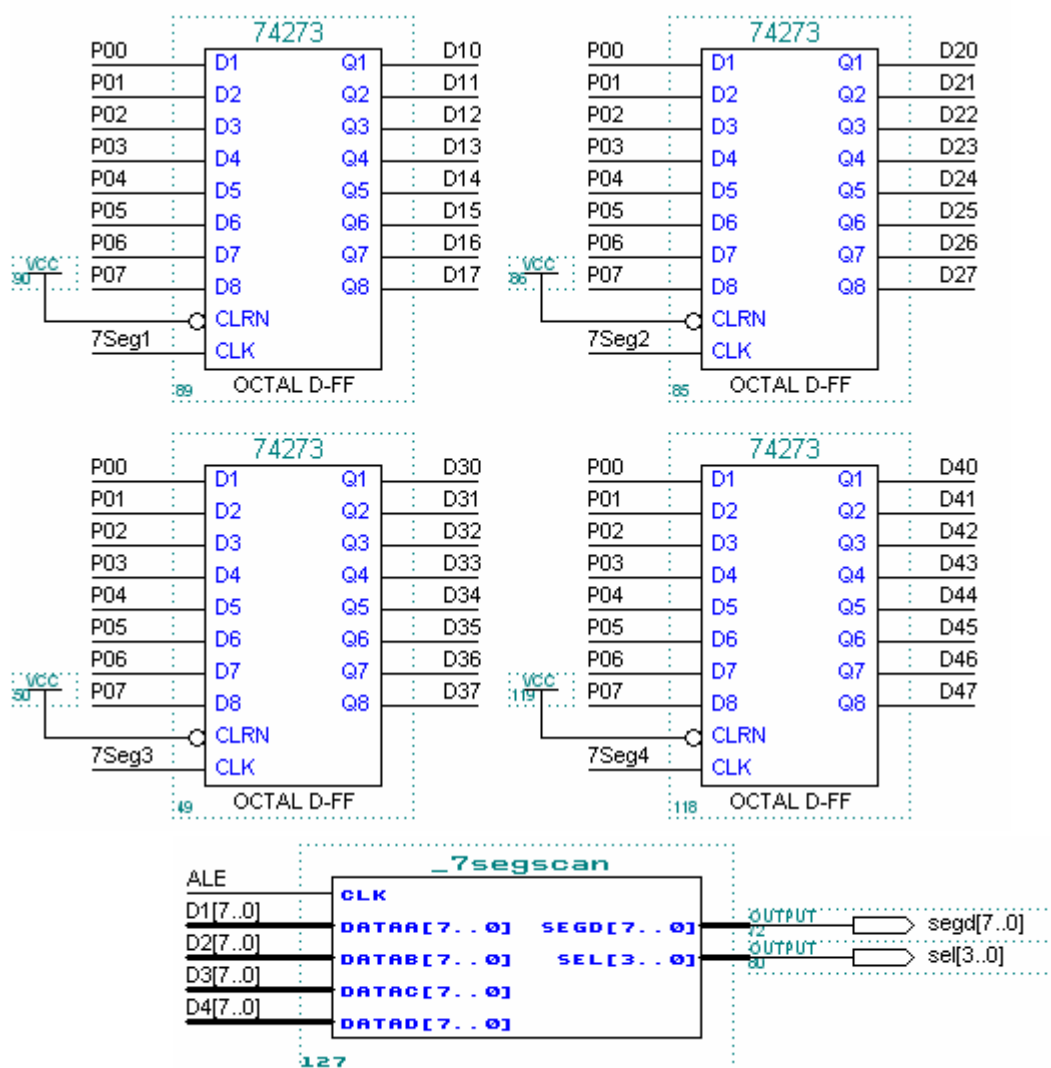 74273
P00 D1 Q1 D10
P01 D2 Q2 D11
P02 D3 Q3 D12
P03 D4 Q4 D13
P04 D5 Q5 D14
P05 D6 Q6 D15
P06 D7 Q7 D16
VCC
90
P07 D8 Q8 D17
CLRN
7Seg1 CLK
89
OCTAL D-FF
74273
P00 D1 Q1 D20
P01 D2 Q2 D21
P02 D3 Q3 D22
P03 D4 Q4 D23
P04 D5 Q5 D24
P05 D6 Q6 D25
P06 D7 Q7 D26
VCC
86
P07 D8 Q8 D27
CLRN
7Seg2 CLK
85
OCTAL D-FF
74273
P00 D1 Q1 D30
P01 D2 Q2 D31
P02 D3 Q3 D32
P03 D4 Q4 D33
P04 D5 Q5 D34
P05 D6 Q6 D35
P06 D7 Q7 D36
VCC
50
P07 D8 Q8 D37
CLRN
7Seg3 CLK
49
OCTAL D-FF
74273
P00 D1 Q1 D40
P01 D2 Q2 D41
P02 D3 Q3 D42
P03 D4 Q4 D43
P04 D5 Q5 D44
P05 D6 Q6 D45
P06 D7 Q7 D46
VCC
119
P07 D8 Q8 D47
CLRN
7Seg4 CLK
118
OCTAL D-FF
_7segscan
ALE CLK
D1[7..0] DATAA[7..0] SEGD[7..0] OUTPUT segd[7..0]
72
D2[7..0] DATAB[7..0] SEL[3..0] OUTPUT sel[3..0]
80
D3[7..0] DATAC[7..0]
D4[7..0] DATAD[7..0]
127